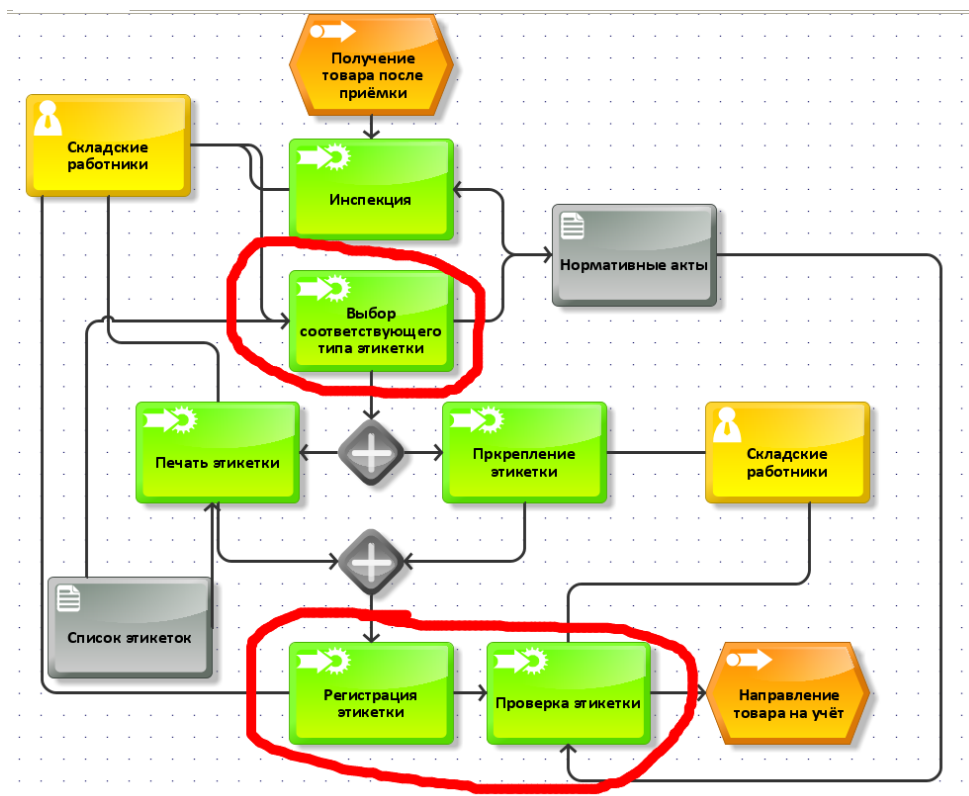 Получение
товара после
приёмки
Складские
работники
Инспекция
Нормативные акты
Выбор
соответствующего
типа этикетки
Печать этикетки
Пркрепление
этикетки
Складские
работники
Список этикеток
Регистрация
этикетки
Проверка этикетки
Направление
товара на учёт